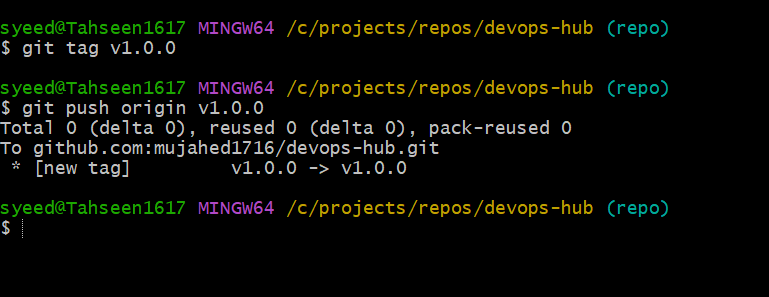 syeed@Tahseen1617 MINGW64 /c/projects/repos/devops-hub (repo)
$ git tag v1.0.0
syeed@Tahseen1617 MINGW64 /c/projects/repos/devops-hub (repo)
$ git push origin v1.0.0
Total 0 (delta 0), reused 0 (delta 0), pack-reused 0
To github.com:mujahed1716/devops-hub.git
 * [new tag]         v1.0.0 -> v1.0.0
syeed@Tahseen1617 MINGW64 /c/projects/repos/devops-hub (repo)
$